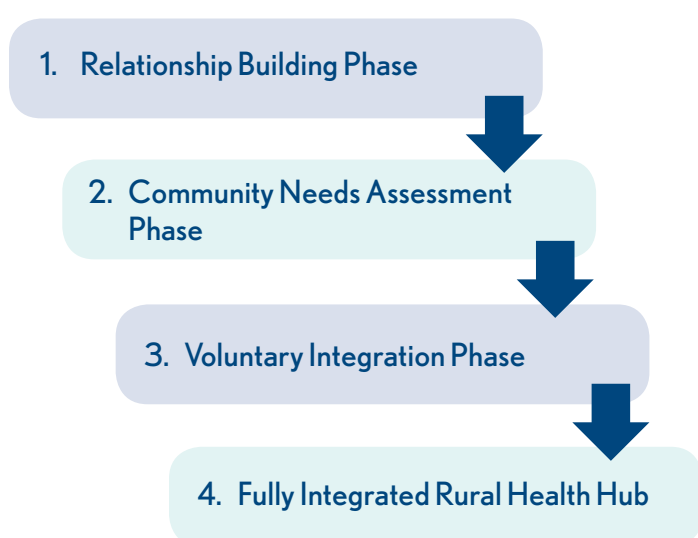 1. Relationship Building Phase
2. Community Needs Assessment
Phase
3. Voluntary Integration Phase
4. Fully Integrated Rural Health Hub